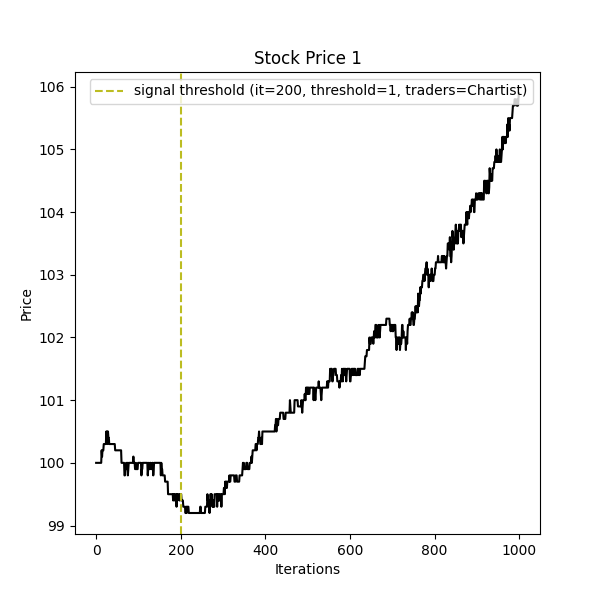 Stock Price 1
signal threshold (it=200, threshold=1, traders=Chartist)
106
105
104
103
102
101
100
99
Price
0 200 400 600 800 1000
Iterations